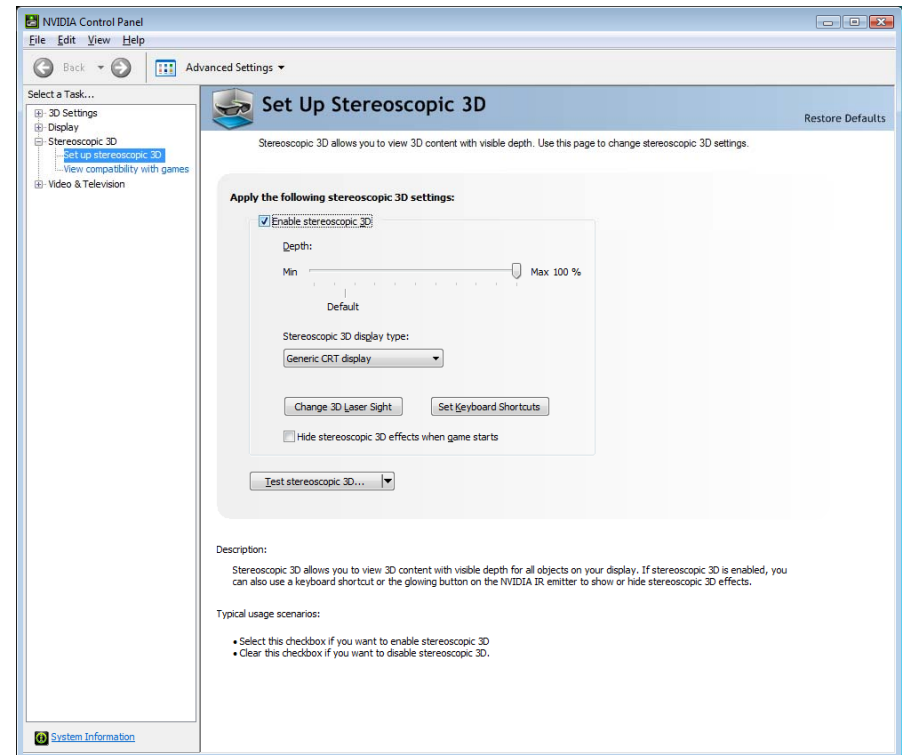 NVIDIA Control Panel
File Edit View Help
Back
Advanced Settings
Select a Task...
3D Settings
Display
Stereoscopic 3D
Set up stereoscopic 3D
View compatibility with games
Video & Television
System Information
Set Up Stereoscopic 3D
Restore Defaults
Stereoscopic 3D allows you to view 3D content with visible depth. Use this page to change stereoscopic 3D settings.
Apply the following stereoscopic 3D settings:
Enable stereoscopic 3D
Depth:
Min Max 100 %
Default
Stereoscopic 3D display type:
Generic CRT display
Change 3D Laser Sight Set Keyboard Shortcuts
Hide stereoscopic 3D effects when game starts
Test stereoscopic 3D...
Description:
Stereoscopic 3D allows you to view 3D content with visible depth for all objects on your display. If stereoscopic 3D is enabled, you
can also use a keyboard shortcut or the glowing button on the NVIDIA IR emitter to show or hide stereoscopic 3D effects.
Typical usage scenarios:
• Select this checkbox if you want to enable stereoscopic 3D
• Clear this checkbox if you want to disable stereoscopic 3D.